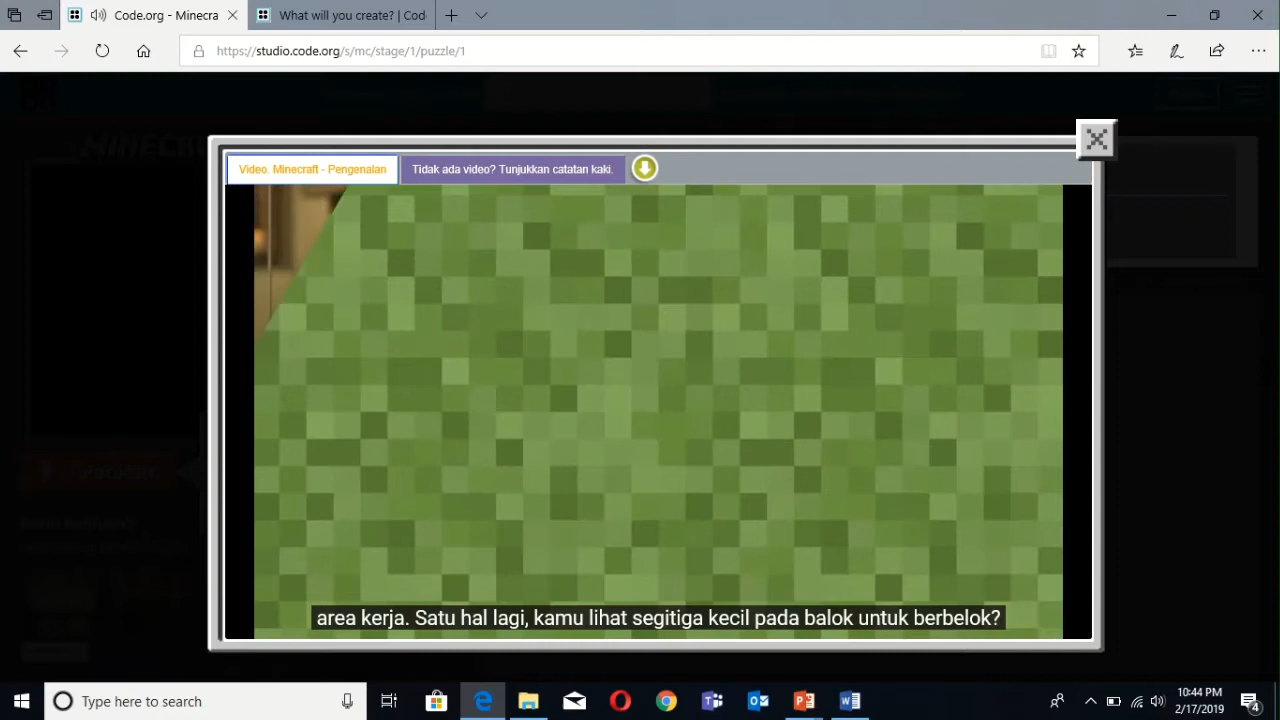 Code.org - Minecra
What will you create? | Cod
https://studio.code.org/s/mc/stage/1/puzzle/1
Video. Minecraft - Pengenalan
Tidak ada video? Tunjukkan catatan kaki.
area kerja. Satu hal lagi, kamu lihat segitiga kecil pada balok untuk berbelok?
Type here to search
10:44 PM
2/17/2019
4